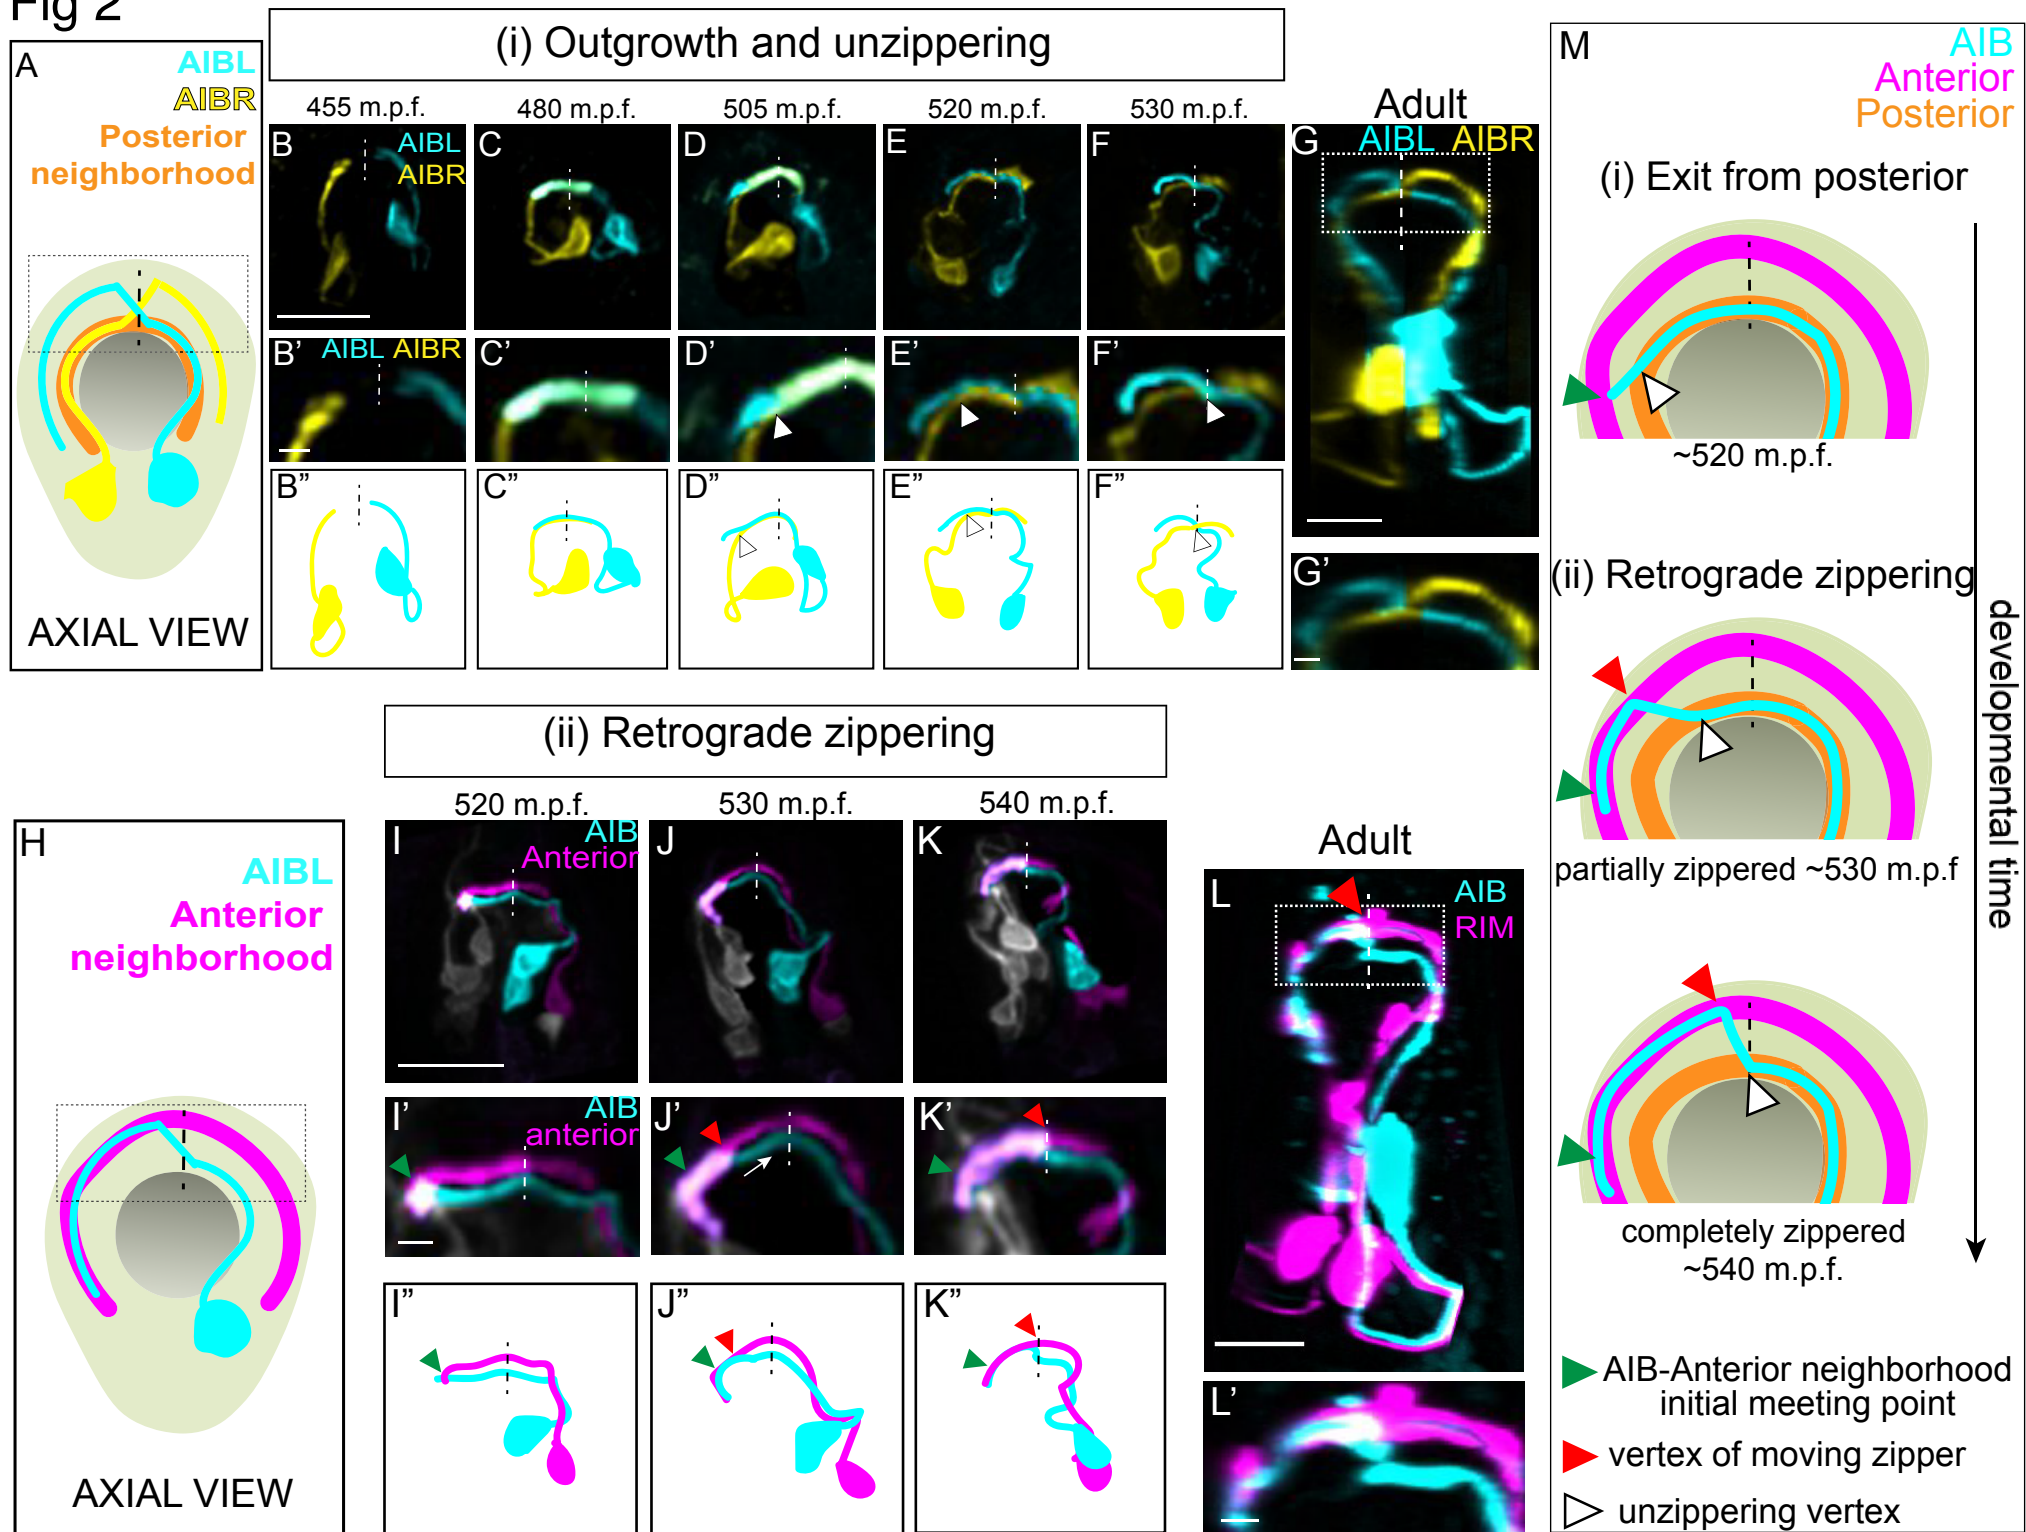 Fig 2
A
AIBL
AIBR
Posterior
neighborhood
AXIAL VIEW
(i) Outgrowth and unzippering
455 m.p.f.
480 m.p.f.
505 m.p.f.
520 m.p.f.
530 m.p.f.
Adult
B
AIBL
AIBR
C
D
E
F
G
AIBL AIBR
B’
AIBL AIBR
C’
D’
E’
F’
B”
C”
D”
E”
F”
G’
(ii) Retrograde zippering
520 m.p.f.
530 m.p.f.
540 m.p.f.
Adult
H
AIBL
Anterior
neighborhood
AXIAL VIEW
I
AIB
Anterior
J
K
L
AIB
RIM
I’
AIB
anterior
J’
K’
I”
J”
K”
L’
M
AIB
Anterior
Posterior
(i) Exit from posterior
~520 m.p.f.
(ii) Retrograde zippering
partially zippered ~530 m.p.f
completely zippered
~540 m.p.f.
developmental time
AIB-Anterior neighborhood
initial meeting point
vertex of moving zipper
unzippering vertex